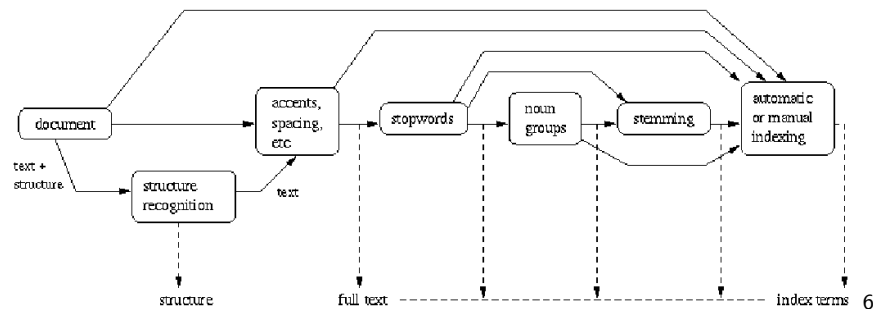 document
accents,
spacing,
etc
stopwords
noun
groups
stemming
automatic
or manual
indexing
text +
structure
structure
recognition
text
structure
full text
index terms
6